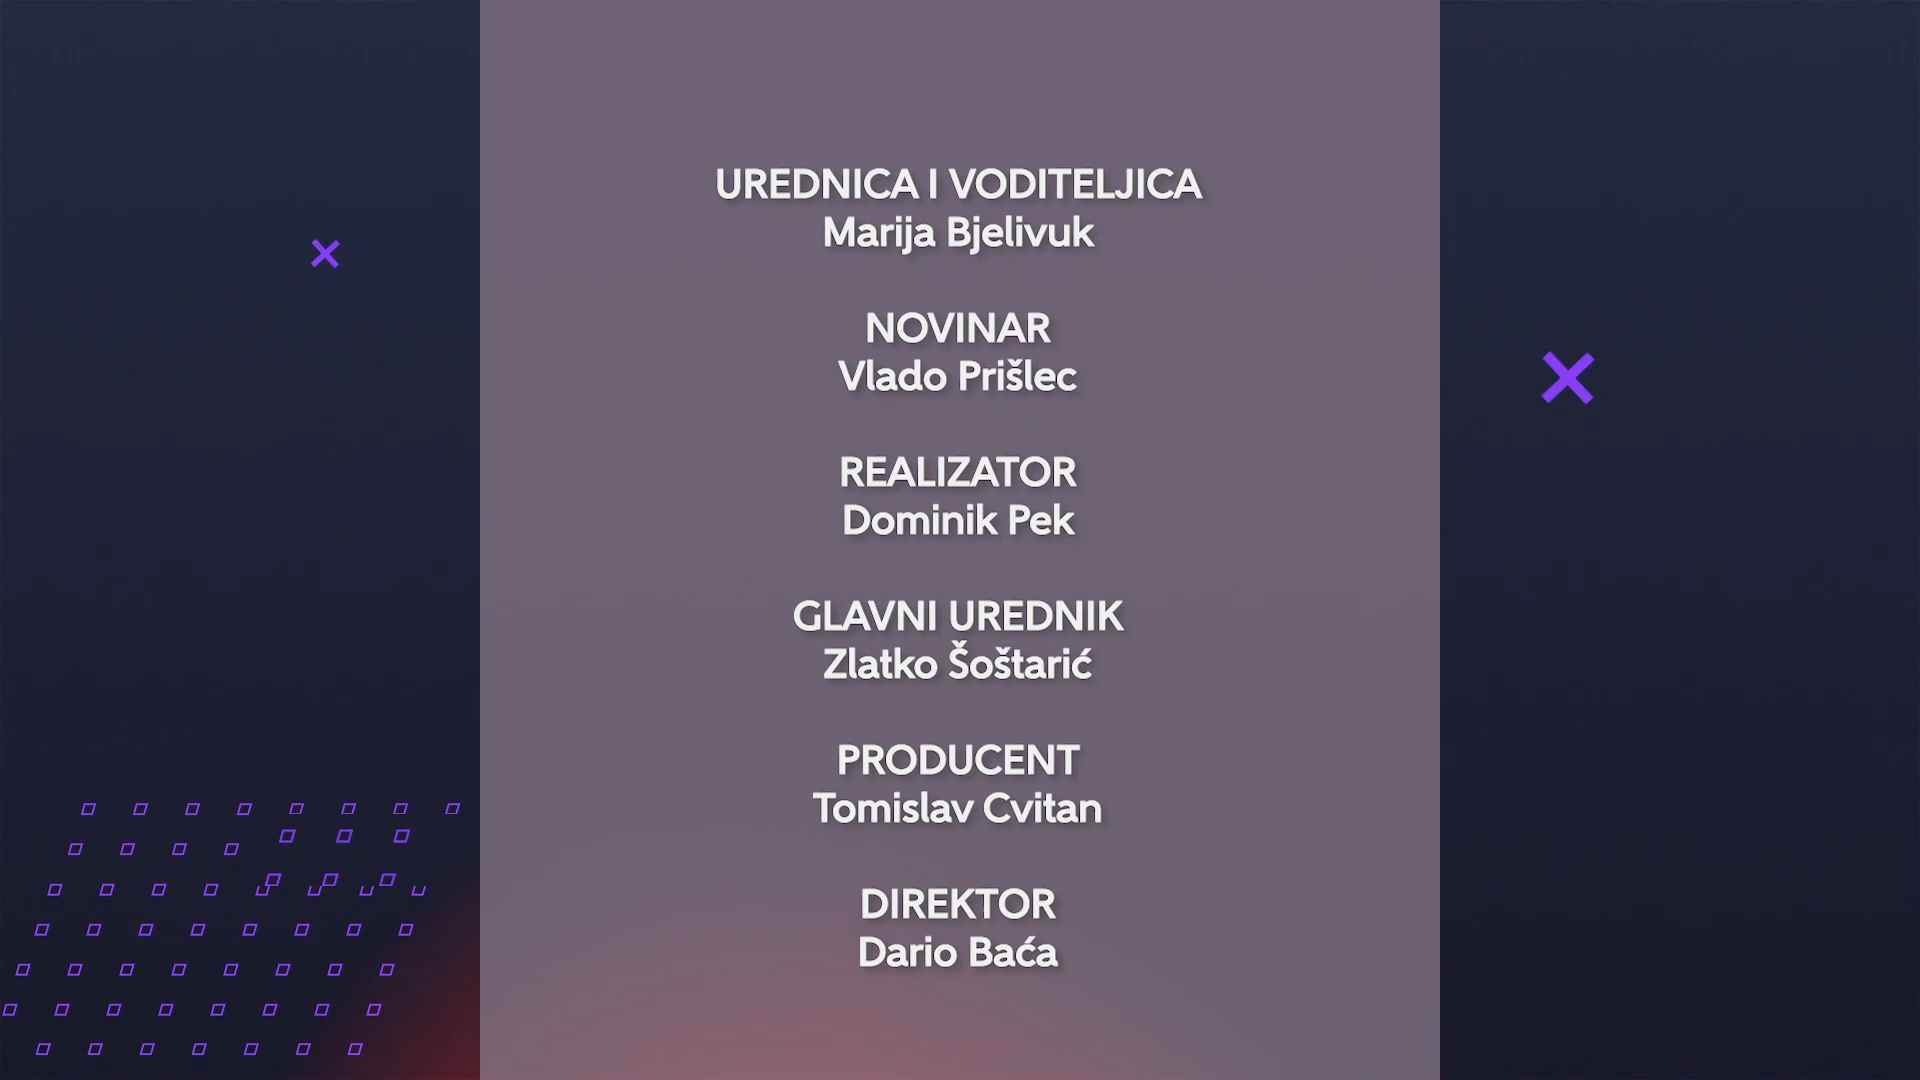 UREDNICA I VODITELJICA
Marija Bjelivuk
NOVINAR
Vlado Prišlec
REALIZATOR
Dominik Pek
GLAVNI UREDNIK
Zlatko Šoštarić
PRODUCENT
Tomislav Cvitan
DIREKTOR
Dario Baća